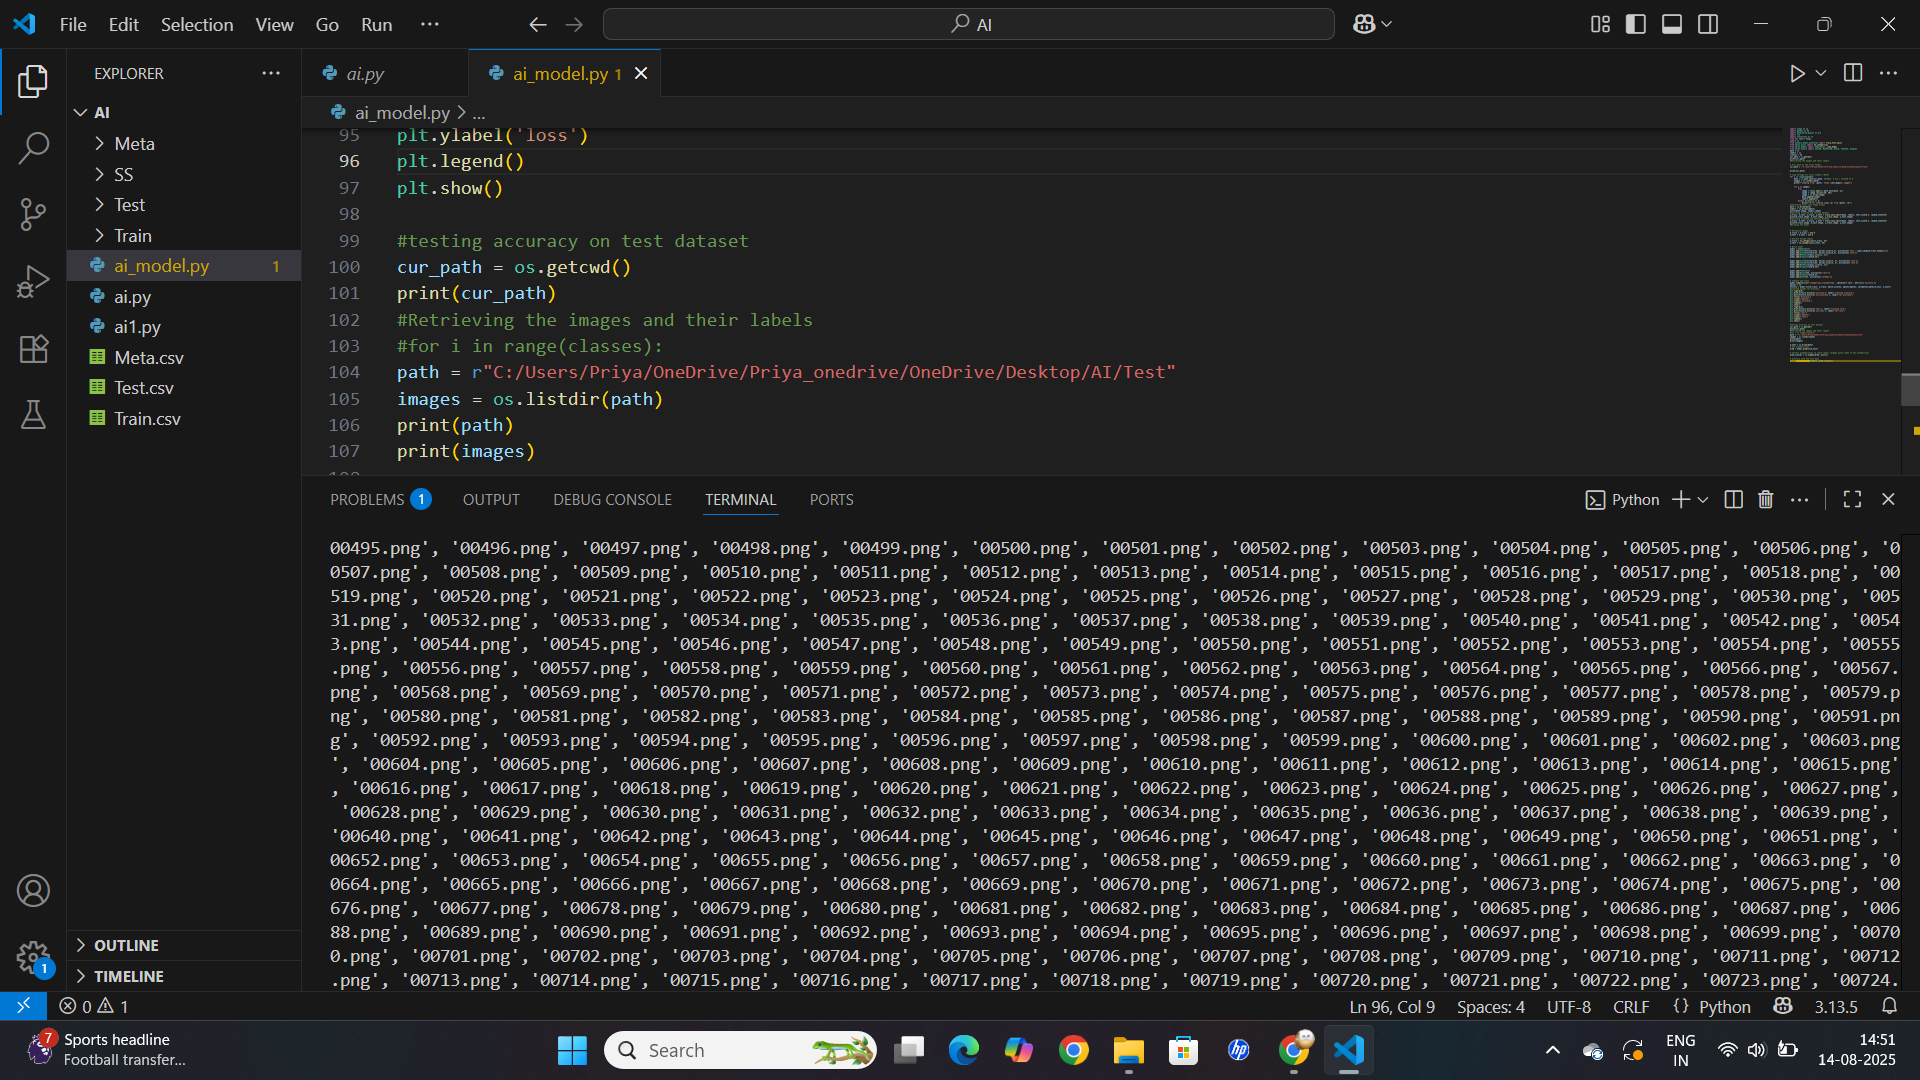 File Edit Selection View Go Run ··· AI
EXPLORER
AI
Meta
SS
Test
Train
ai_model.py 1
ai.py
ai1.py
Meta.csv
Test.csv
Train.csv
OUTLINE
TIMELINE
ai.py ai_model.py 1
ai_model.py > ...
95 plt.ylabel('loss')
96 plt.legend()
97 plt.show()
98
99 #testing accuracy on test dataset
100 cur_path = os.getcwd()
101 print(cur_path)
102 #Retrieving the images and their labels
103 #for i in range(classes):
104 path = r"C:/Users/Priya/OneDrive/Priya_onedrive/OneDrive/Desktop/AI/Test"
105 images = os.listdir(path)
106 print(path)
107 print(images)
PROBLEMS 1 OUTPUT DEBUG CONSOLE TERMINAL PORTS Python
00495.png', '00496.png', '00497.png', '00498.png', '00499.png', '00500.png', '00501.png', '00502.png', '00503.png', '00504.png', '00505.png', '00506.png', '0
0507.png', '00508.png', '00509.png', '00510.png', '00511.png', '00512.png', '00513.png', '00514.png', '00515.png', '00516.png', '00517.png', '00518.png', '00
519.png', '00520.png', '00521.png', '00522.png', '00523.png', '00524.png', '00525.png', '00526.png', '00527.png', '00528.png', '00529.png', '00530.png', '005
31.png', '00532.png', '00533.png', '00534.png', '00535.png', '00536.png', '00537.png', '00538.png', '00539.png', '00540.png', '00541.png', '00542.png', '0054
3.png', '00544.png', '00545.png', '00546.png', '00547.png', '00548.png', '00549.png', '00550.png', '00551.png', '00552.png', '00553.png', '00554.png', '00555
.png', '00556.png', '00557.png', '00558.png', '00559.png', '00560.png', '00561.png', '00562.png', '00563.png', '00564.png', '00565.png', '00566.png', '00567.
png', '00568.png', '00569.png', '00570.png', '00571.png', '00572.png', '00573.png', '00574.png', '00575.png', '00576.png', '00577.png', '00578.png', '00579.p
ng', '00580.png', '00581.png', '00582.png', '00583.png', '00584.png', '00585.png', '00586.png', '00587.png', '00588.png', '00589.png', '00590.png', '00591.pn
g', '00592.png', '00593.png', '00594.png', '00595.png', '00596.png', '00597.png', '00598.png', '00599.png', '00600.png', '00601.png', '00602.png', '00603.png
', '00604.png', '00605.png', '00606.png', '00607.png', '00608.png', '00609.png', '00610.png', '00611.png', '00612.png', '00613.png', '00614.png', '00615.png'
, '00616.png', '00617.png', '00618.png', '00619.png', '00620.png', '00621.png', '00622.png', '00623.png', '00624.png', '00625.png', '00626.png', '00627.png',
'00628.png', '00629.png', '00630.png', '00631.png', '00632.png', '00633.png', '00634.png', '00635.png', '00636.png', '00637.png', '00638.png', '00639.png',
'00640.png', '00641.png', '00642.png', '00643.png', '00644.png', '00645.png', '00646.png', '00647.png', '00648.png', '00649.png', '00650.png', '00651.png', '
00652.png', '00653.png', '00654.png', '00655.png', '00656.png', '00657.png', '00658.png', '00659.png', '00660.png', '00661.png', '00662.png', '00663.png', '0
0664.png', '00665.png', '00666.png', '00667.png', '00668.png', '00669.png', '00670.png', '00671.png', '00672.png', '00673.png', '00674.png', '00675.png', '00
676.png', '00677.png', '00678.png', '00679.png', '00680.png', '00681.png', '00682.png', '00683.png', '00684.png', '00685.png', '00686.png', '00687.png', '006
88.png', '00689.png', '00690.png', '00691.png', '00692.png', '00693.png', '00694.png', '00695.png', '00696.png', '00697.png', '00698.png', '00699.png', '0070
0.png', '00701.png', '00702.png', '00703.png', '00704.png', '00705.png', '00706.png', '00707.png', '00708.png', '00709.png', '00710.png', '00711.png', '00712
.png', '00713.png', '00714.png', '00715.png', '00716.png', '00717.png', '00718.png', '00719.png', '00720.png', '00721.png', '00722.png', '00723.png', '00724.
1
0 1 Ln 96, Col 9 Spaces: 4 UTF-8 CRLF {} Python 3.13.5
7 Sports headline
Football transfer...
Search
hp
ENG
IN
14:51
14-08-2025